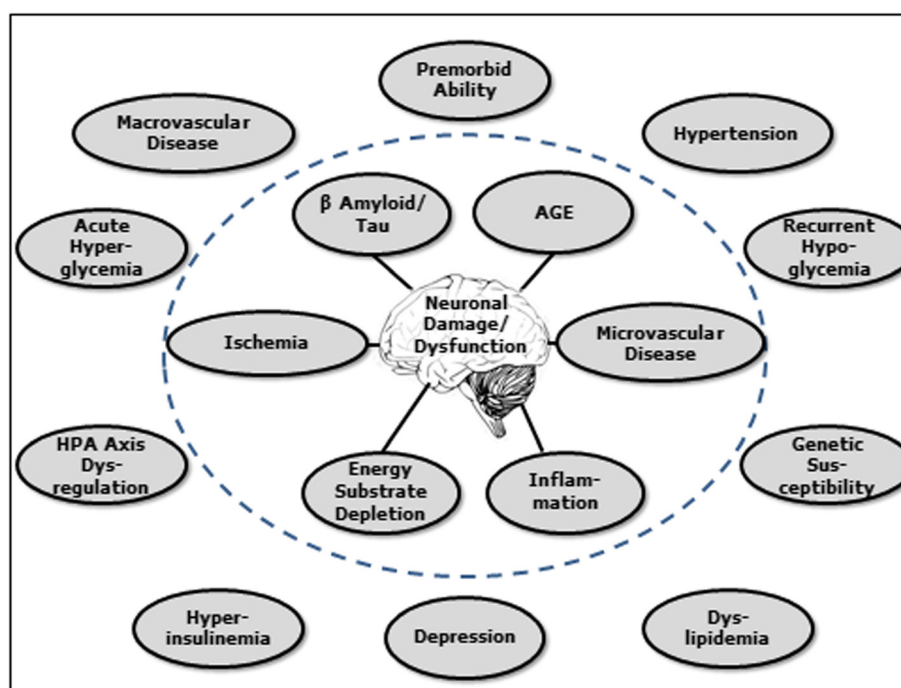 Premorbid
Ability
Macrovascular
Disease
Hypertension
β Amyloid/
Tau
AGE
Acute
Hyper-
glycemia
Recurrent
Hypo-
glycemia
Neuronal
Damage/
Dysfunction
Ischemia
Microvascular
Disease
HPA Axis
Dys-
regulation
Energy
Substrate
Depletion
Inflam-
mation
Genetic
Sus-
ceptibility
Hyper-
insulinemia
Depression
Dys-
lipidemia